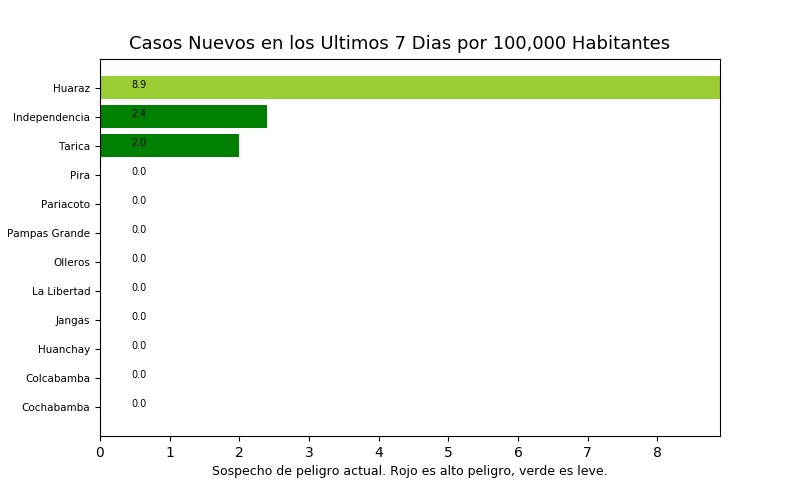 Casos Nuevos en los Ultimos 7 Dias por 100,000 Habitantes
Huaraz 8.9
Independencia 2.4
Tarica 2.0
Pira 0.0
Pariacoto 0.0
Pampas Grande 0.0
Olleros 0.0
La Libertad 0.0
Jangas 0.0
Huanchay 0.0
Colcabamba 0.0
Cochabamba 0.0
0 1 2 3 4 5 6 7 8
Sospecho de peligro actual. Rojo es alto peligro, verde es leve.